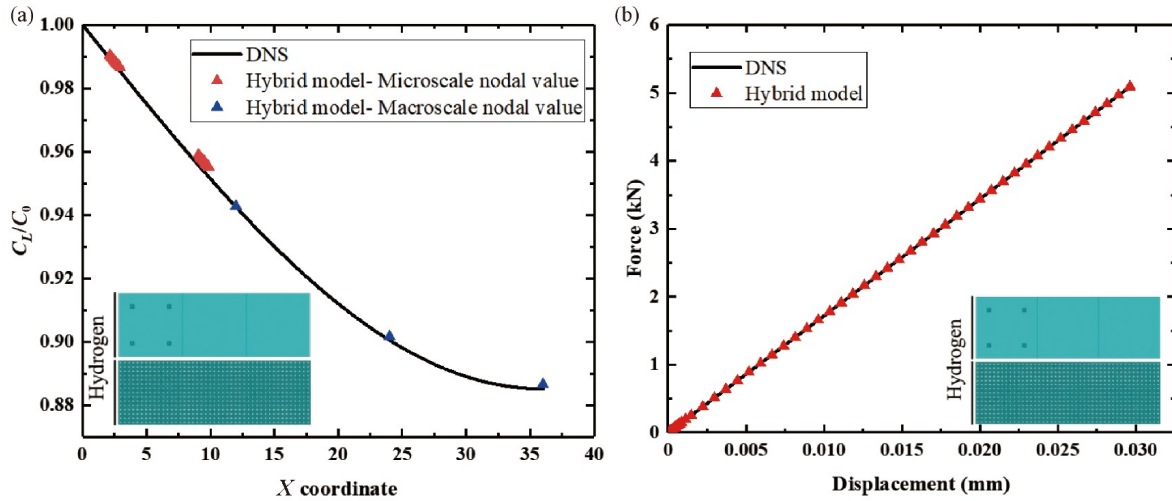 (a)
1.00
0.98
0.96
0.94
0.92
0.90
0.88
C_L/C_0
0 5 10 15 20 25 30 35 40
X coordinate
DNS
Hybrid model- Microscale nodal value
Hybrid model- Macroscale nodal value
Hydrogen
(b)
6
5
4
3
2
1
0
Force (kN)
0 0.005 0.010 0.015 0.020 0.025 0.030
Displacement (mm)
DNS
Hybrid model
Hydrogen